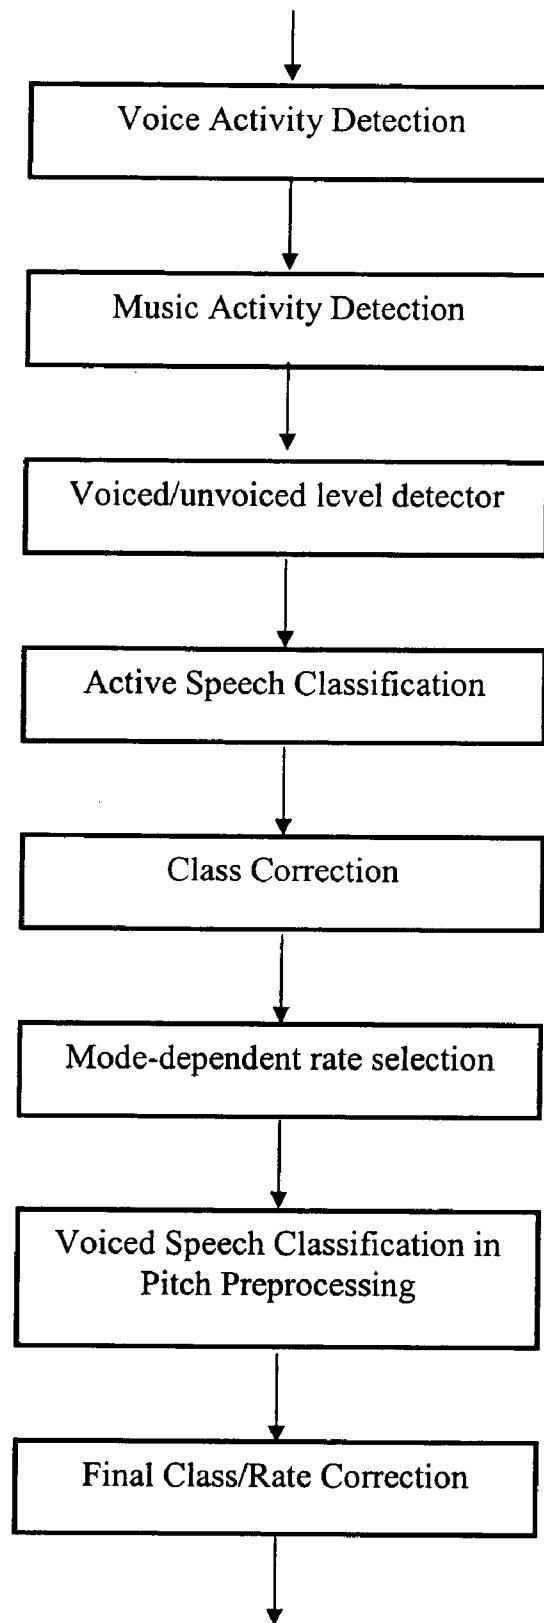 Voice Activity Detection
Music Activity Detection
Voiced/unvoiced level detector
Active Speech Classification
Class Correction
Mode-dependent rate selection
Voiced Speech Classification in
Pitch Preprocessing
Final Class/Rate Correction